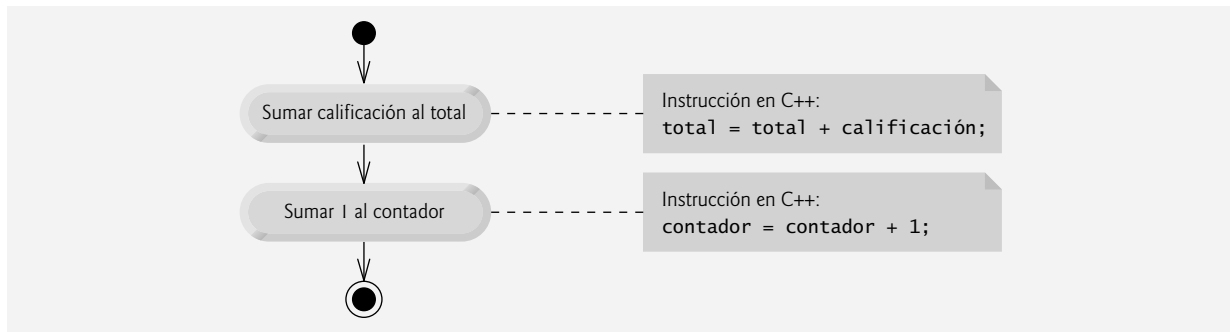 Sumar calificación al total
Instrucción en C++:
total = total + calificación;
Sumar 1 al contador
Instrucción en C++:
contador = contador + 1;